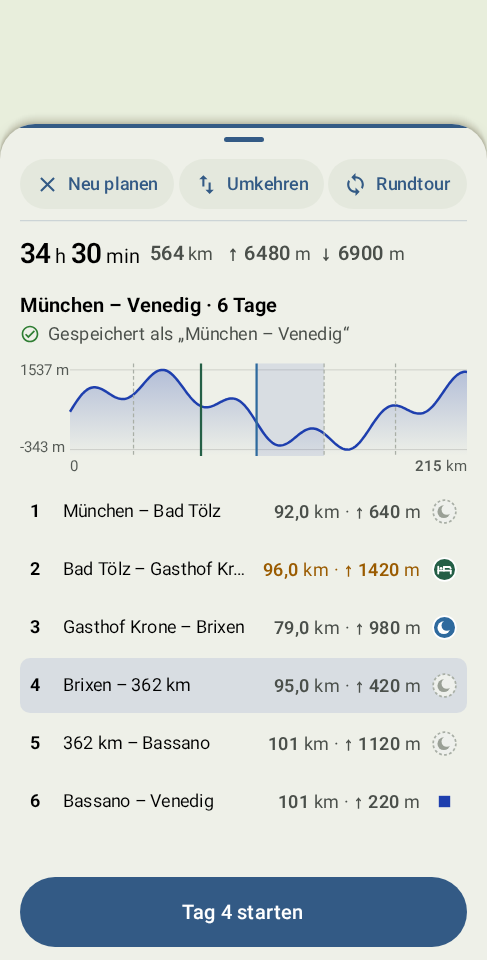 Neu planen Umkehren Rundtour
34 h 30 min 564 km ↑ 6480 m ↓ 6900 m
München – Venedig · 6 Tage
Gespeichert als „München – Venedig“
1537 m
-343 m
0 215 km
1 München – Bad Tölz 92,0 km · ↑ 640 m
2 Bad Tölz – Gasthof Kr... 96,0 km · ↑ 1420 m
3 Gasthof Krone – Brixen 79,0 km · ↑ 980 m
4 Brixen – 362 km 95,0 km · ↑ 420 m
5 362 km – Bassano 101 km · ↑ 1120 m
6 Bassano – Venedig 101 km · ↑ 220 m
Tag 4 starten